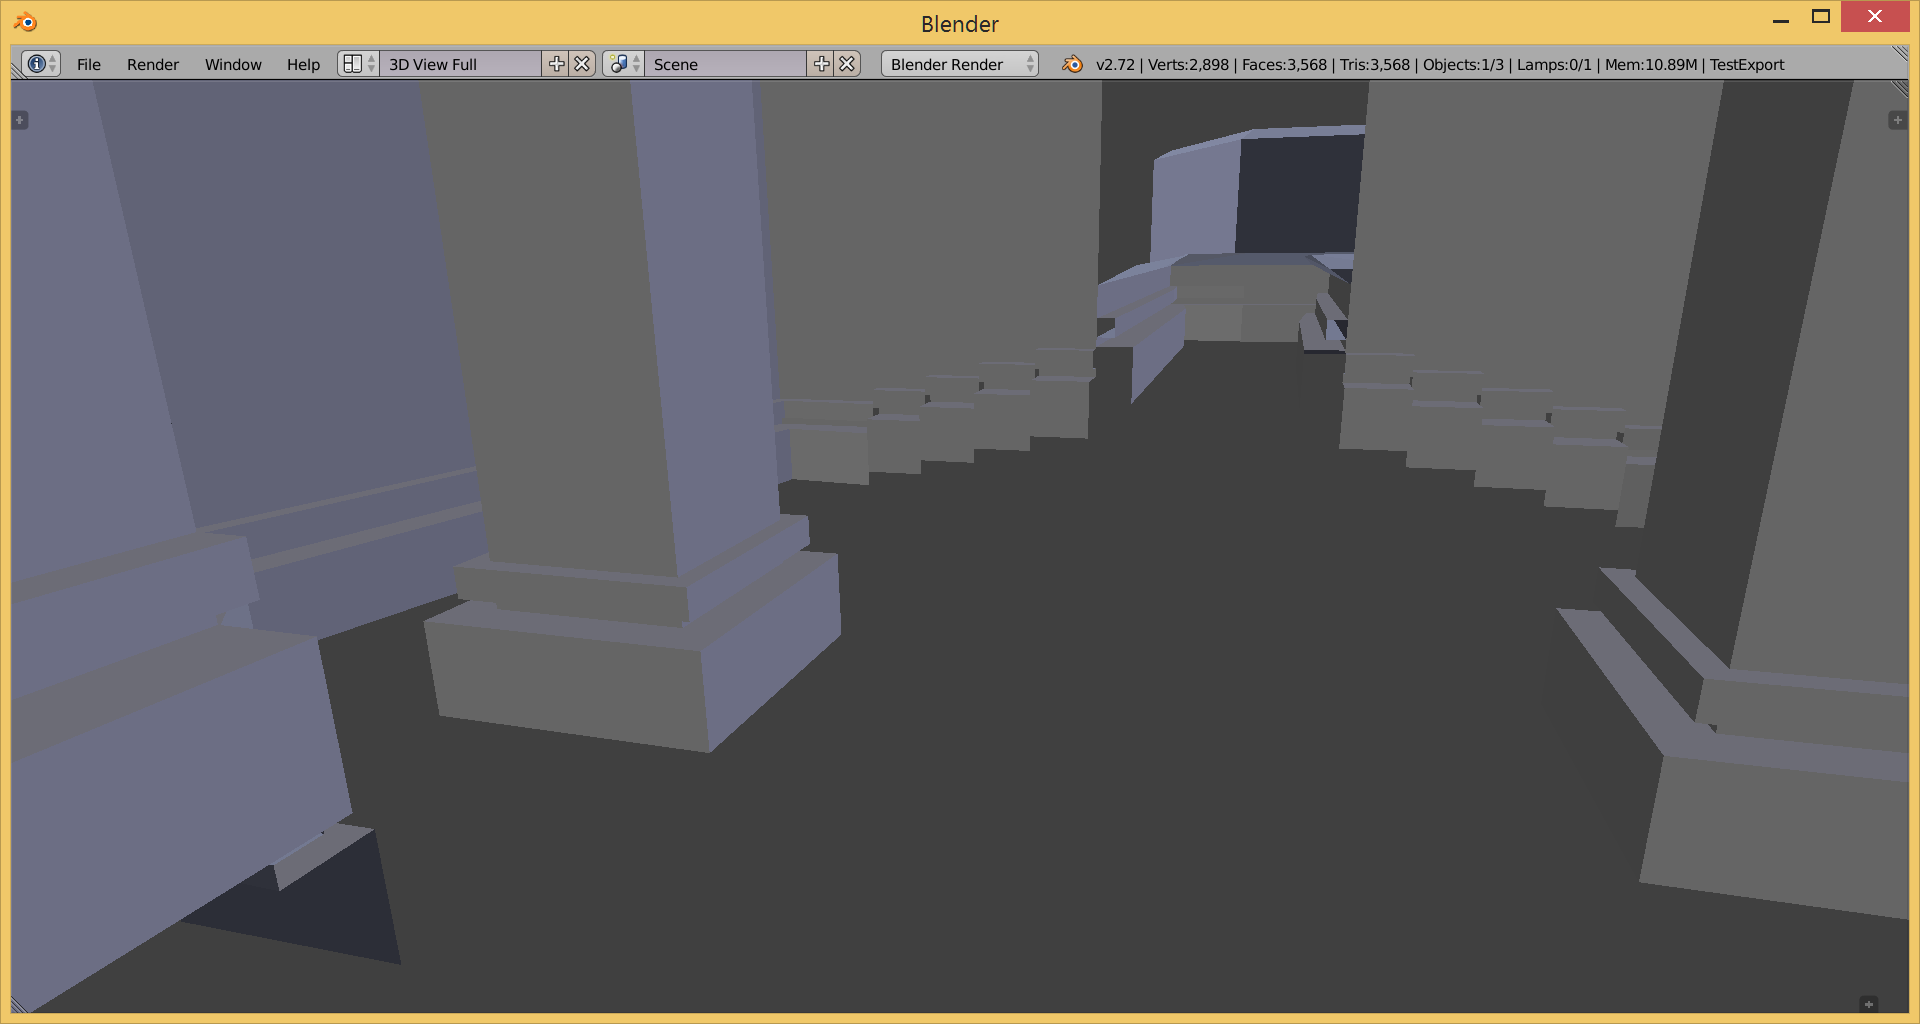 Blender
File Render Window Help 3D View Full Scene Blender Render v2.72 | Verts:2,898 | Faces:3,568 | Tris:3,568 | Objects:1/3 | Lamps:0/1 | Mem:10.89M | TestExport